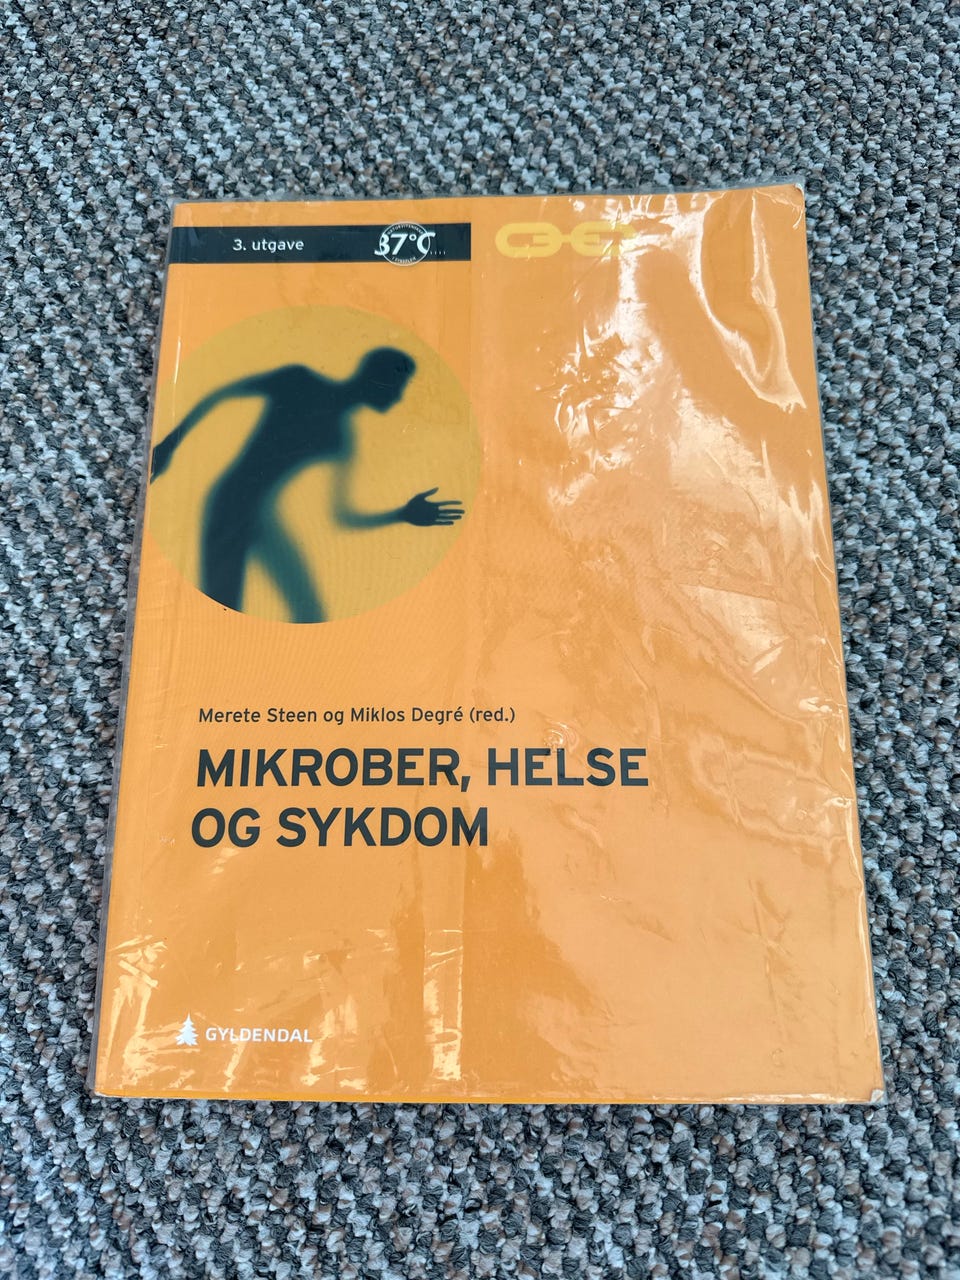 3. utgave
37°C
Merete Steen og Miklos Degré (red.)
MIKROBER, HELSE
OG SYKDOM
GYLDENDAL